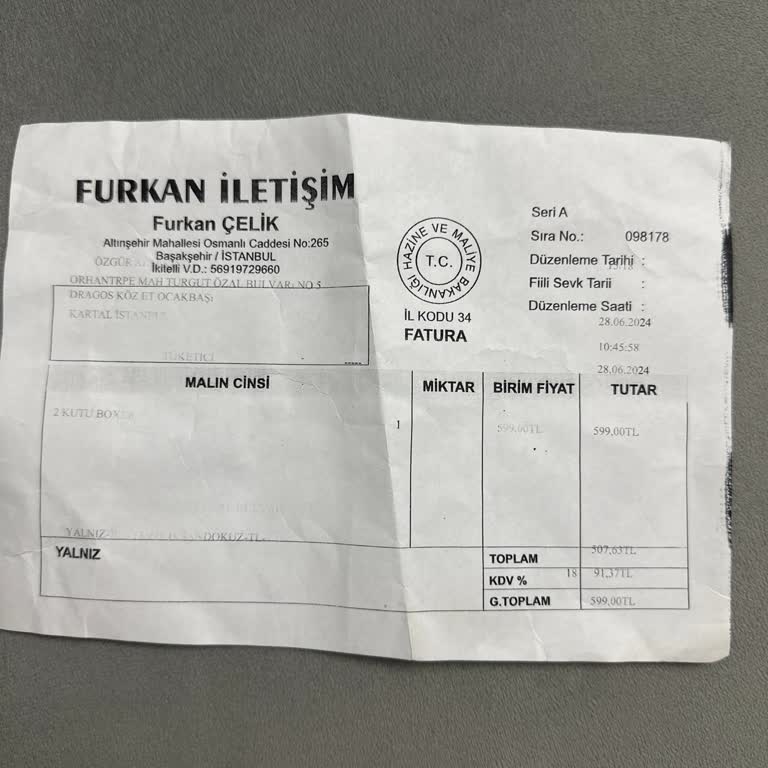 FURKAN İLETİŞİM
Furkan ÇELİK
Altınşehir Mahallesi Osmanlı Caddesi No:265
Başakşehir / İSTANBUL
İkitelli V.D.: 56919729660
ÖZGÜR
ORHANTRPE MAH TURGUT ÖZAL BULVAR: NO 5
DRAGOS KÖZ ET OCAKBAŞ:
KARTAL İSTANBUL
TÜKETİCİ
HAZİNE VE MALİYE BAKANLIĞI
T.C.
İL KODU 34
FATURA
Seri A
Sıra No.: 098178
Düzenleme Tarihi :
Fiili Sevk Tarii :
Düzenleme Saati :
28.06.2024
10:45:58
28.06.2024
MALIN CİNSİ MİKTAR BİRİM FİYAT TUTAR
2 KUTU BOXER 1 599,00TL 599,00TL
YALNIZ
TOPLAM 507,63TL
KDV % 18 91,37TL
G.TOPLAM 599,00TL